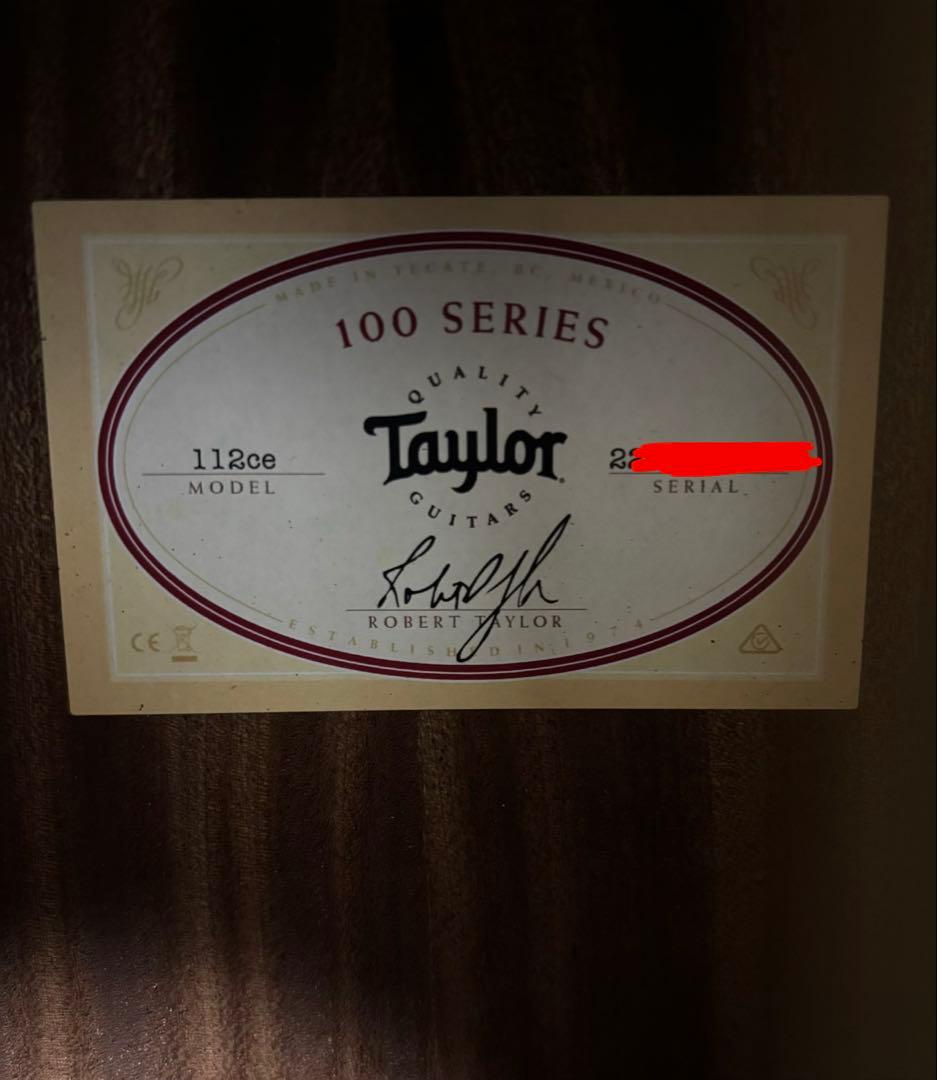 MADE IN TECATE, BC, MEXICO
100 SERIES
QUALITY
Taylor
GUITARS
112ce
MODEL
22
SERIAL
ROBERT TAYLOR
ESTABLISHED IN 1974
CE